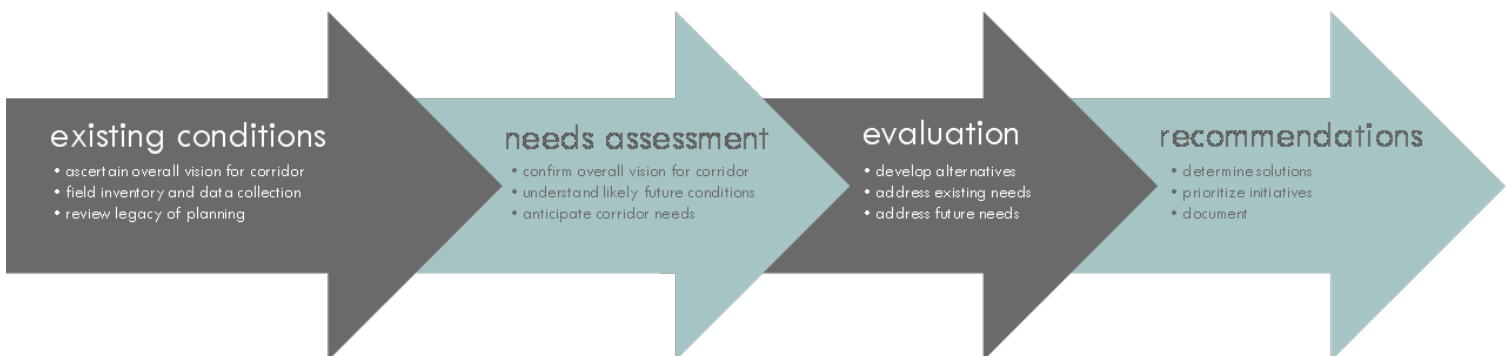 existing conditions
• ascertain overall vision for corridor
• field inventory and data collection
• review legacy of planning
needs assessment
• confirm overall vision for corridor
• understand likely future conditions
• anticipate corridor needs
evaluation
• develop alternatives
• address existing needs
• address future needs
recommendations
• determine solutions
• prioritize initiatives
• document